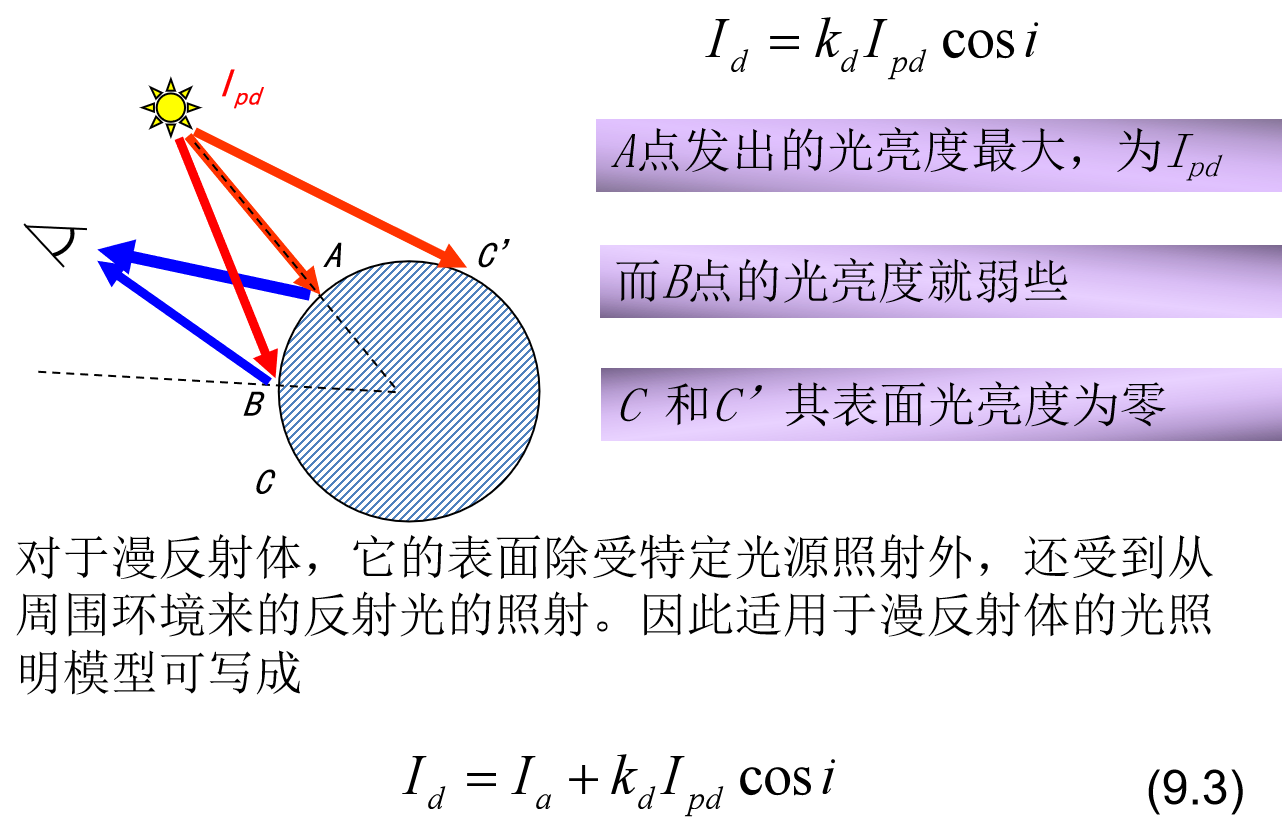 I_d = k_d I_{pd} cos i
I_{pd}
A点发出的光亮度最大，为I_{pd}
A
C'
而B点的光亮度就弱些
B
C 和C’其表面光亮度为零
C
对于漫反射体，它的表面除受特定光源照射外，还受到从
周围环境来的反射光的照射。因此适用于漫反射体的光照
明模型可写成
I_d = I_a + k_d I_{pd} cos i (9.3)